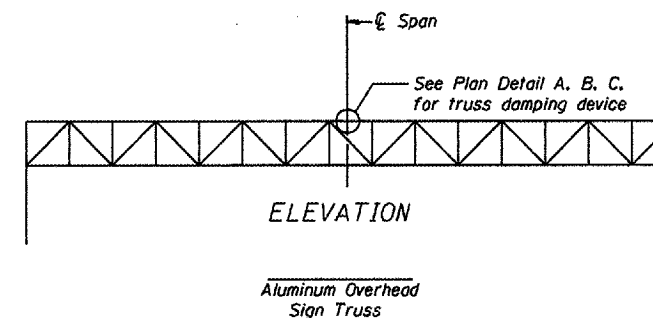 ℄ Span
See Plan Detail A. B. C.
for truss damping device
ELEVATION
Aluminum Overhead
Sign Truss